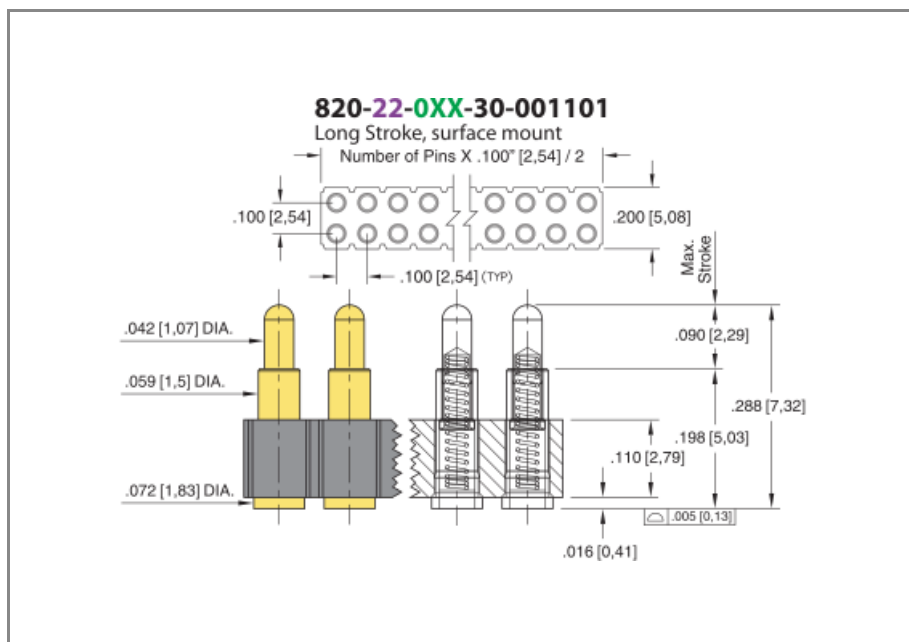 820-22-0XX-30-001101
Long Stroke, surface mount
Number of Pins X .100" [2,54] / 2
.100 [2,54]
.200 [5,08]
.100 [2,54] (TYP)
Max.
Stroke
.042 [1,07] DIA.
.090 [2,29]
.059 [1,5] DIA.
.288 [7,32]
.198 [5,03]
.110 [2,79]
.072 [1,83] DIA.
.005 [0,13]
.016 [0,41]